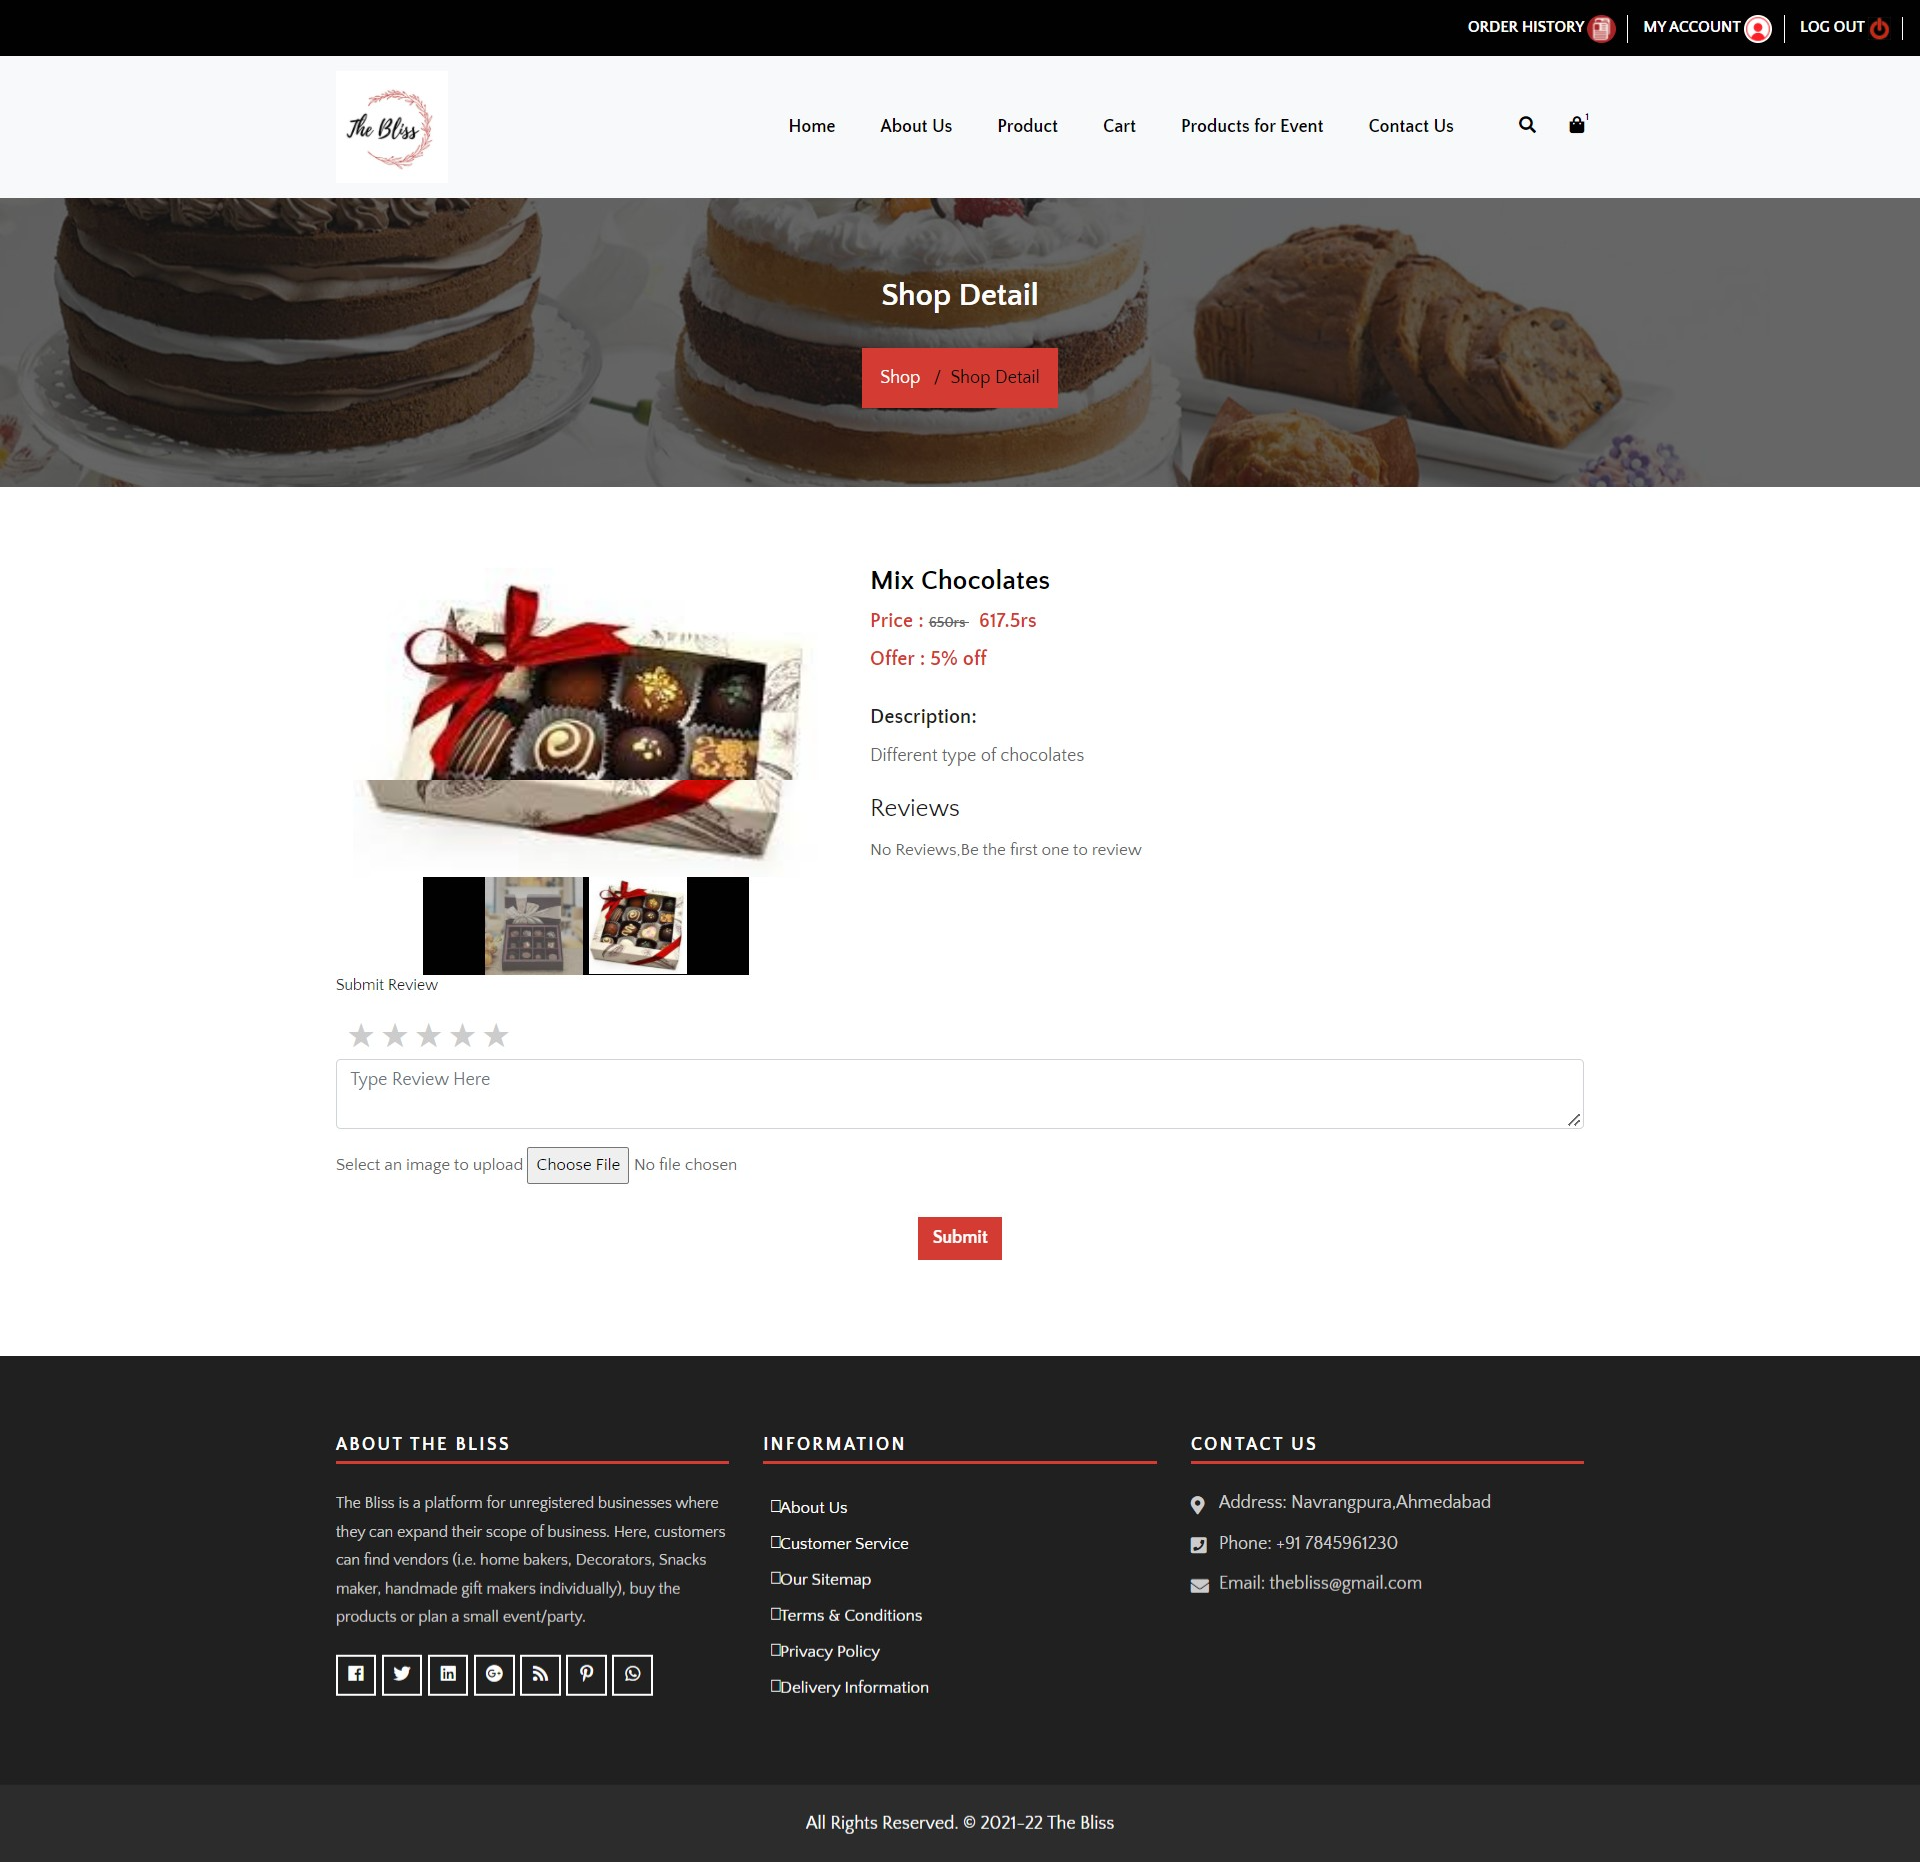 ORDER HISTORY
MY ACCOUNT
LOG OUT
The Bliss
Home
About Us
Product
Cart
Products for Event
Contact Us
1
Shop Detail
Shop / Shop Detail
Mix Chocolates
Price : 650rs 617.5rs
Offer : 5% off
Description:
Different type of chocolates
Reviews
No Reviews,Be the first one to review
Submit Review
Type Review Here
Select an image to upload Choose File No file chosen
Submit
ABOUT THE BLISS
The Bliss is a platform for unregistered businesses where
they can expand their scope of business. Here, customers
can find vendors (i.e. home bakers, Decorators, Snacks
maker, handmade gift makers individually), buy the
products or plan a small event/party.
INFORMATION
About Us
Customer Service
Our Sitemap
Terms & Conditions
Privacy Policy
Delivery Information
CONTACT US
Address: Navrangpura,Ahmedabad
Phone: +91 7845961230
Email: thebliss@gmail.com
All Rights Reserved. © 2021-22 The Bliss